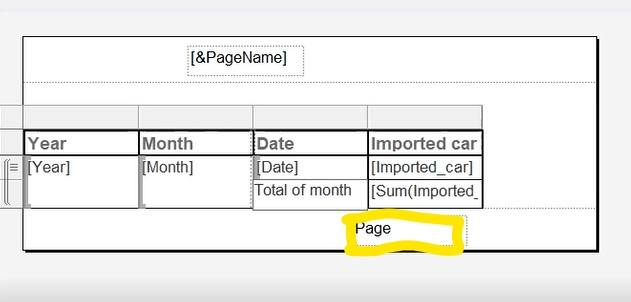 [&PageName]
Year Month Date Imported car
[Year] [Month] [Date] [Imported_car]
Total of month [Sum(Imported_
Page